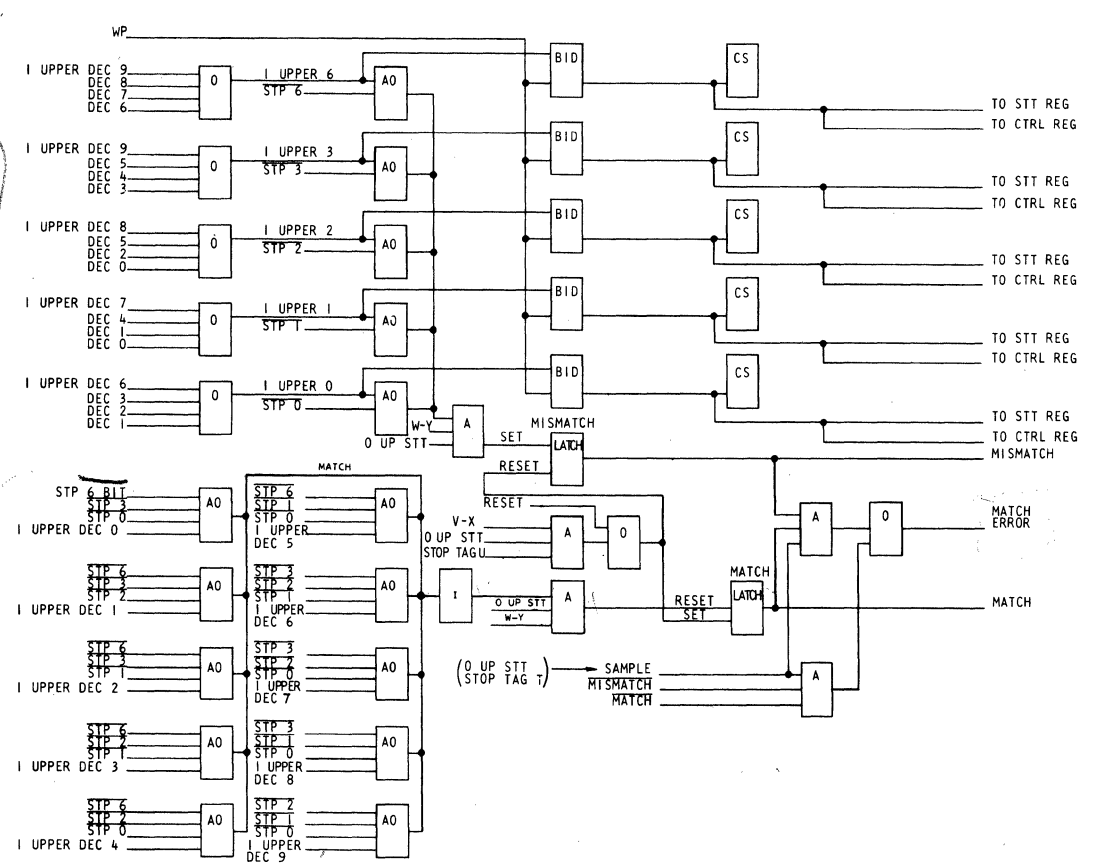 WP
I UPPER DEC 9
DEC 8
DEC 7
DEC 6
O
I UPPER 6
STP 6
AO
BID
CS
TO STT REG
TO CTRL REG
I UPPER DEC 9
DEC 5
DEC 4
DEC 3
O
I UPPER 3
STP 3
AO
BID
CS
TO STT REG
TO CTRL REG
I UPPER DEC 8
DEC 5
DEC 2
DEC 0
O
I UPPER 2
STP 2
AO
BID
CS
TO STT REG
TO CTRL REG
I UPPER DEC 7
DEC 4
DEC 1
DEC 0
O
I UPPER 1
STP 1
AO
BID
CS
TO STT REG
TO CTRL REG
I UPPER DEC 6
DEC 3
DEC 2
DEC 1
O
I UPPER 0
STP 0
AO
BID
CS
TO STT REG
TO CTRL REG
W-Y
O UP STT
A
SET
MISMATCH
LATCH
RESET
MISMATCH
MATCH
RESET
V-X
O UP STT
STOP TAGU
A
O
A
O
MATCH
ERROR
STP 6 BIT
STP 3
STP 0
I UPPER DEC 0
AO
STP 6
STP 1
STP 0
I UPPER
DEC 5
AO
STP 6
STP 3
STP 2
I UPPER DEC 1
AO
STP 3
STP 2
STP 1
I UPPER
DEC 6
AO
I
O UP STT
W-Y
A
RESET
SET
MATCH
LATCH
MATCH
STP 6
STP 3
STP 1
I UPPER DEC 2
AO
STP 3
STP 2
STP 0
I UPPER
DEC 7
AO
(O UP STT
STOP TAG T)
SAMPLE
MISMATCH
MATCH
A
STP 6
STP 2
STP 1
I UPPER DEC 3
AO
STP 3
STP 1
STP 0
I UPPER
DEC 8
AO
STP 6
STP 2
STP 0
I UPPER DEC 4
AO
STP 2
STP 1
STP 0
I UPPER
DEC 9
AO